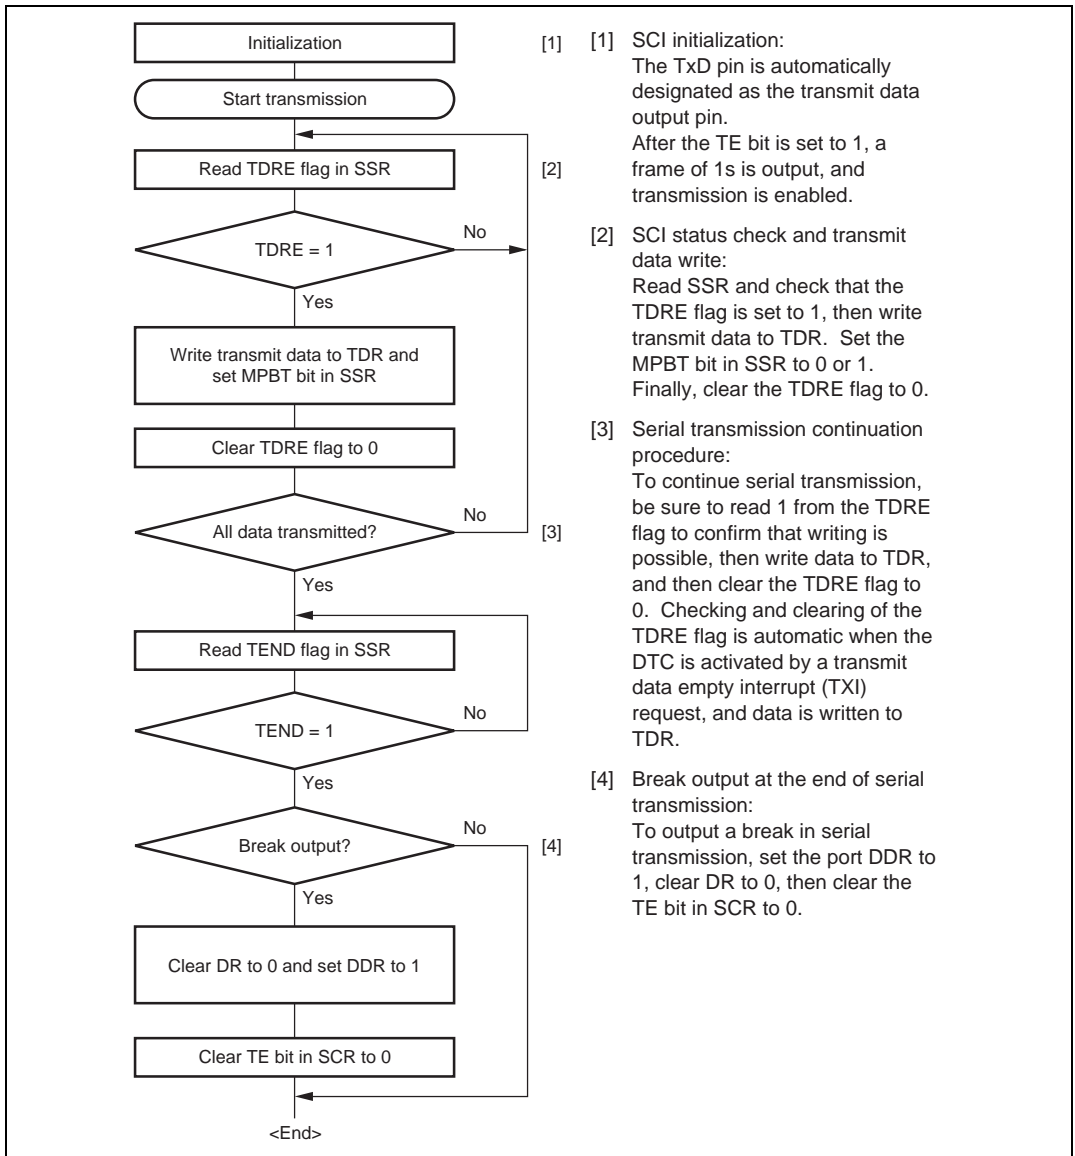 Initialization
[1]
Start transmission
Read TDRE flag in SSR
[2]
TDRE = 1
No
Yes
Write transmit data to TDR and
set MPBT bit in SSR
Clear TDRE flag to 0
All data transmitted?
No
[3]
Yes
Read TEND flag in SSR
TEND = 1
No
Yes
Break output?
No
[4]
Yes
Clear DR to 0 and set DDR to 1
Clear TE bit in SCR to 0
<End>
[1] SCI initialization:
The TxD pin is automatically
designated as the transmit data
output pin.
After the TE bit is set to 1, a
frame of 1s is output, and
transmission is enabled.
[2] SCI status check and transmit
data write:
Read SSR and check that the
TDRE flag is set to 1, then write
transmit data to TDR. Set the
MPBT bit in SSR to 0 or 1.
Finally, clear the TDRE flag to 0.
[3] Serial transmission continuation
procedure:
To continue serial transmission,
be sure to read 1 from the TDRE
flag to confirm that writing is
possible, then write data to TDR,
and then clear the TDRE flag to
0. Checking and clearing of the
TDRE flag is automatic when the
DTC is activated by a transmit
data empty interrupt (TXI)
request, and data is written to
TDR.
[4] Break output at the end of serial
transmission:
To output a break in serial
transmission, set the port DDR to
1, clear DR to 0, then clear the
TE bit in SCR to 0.